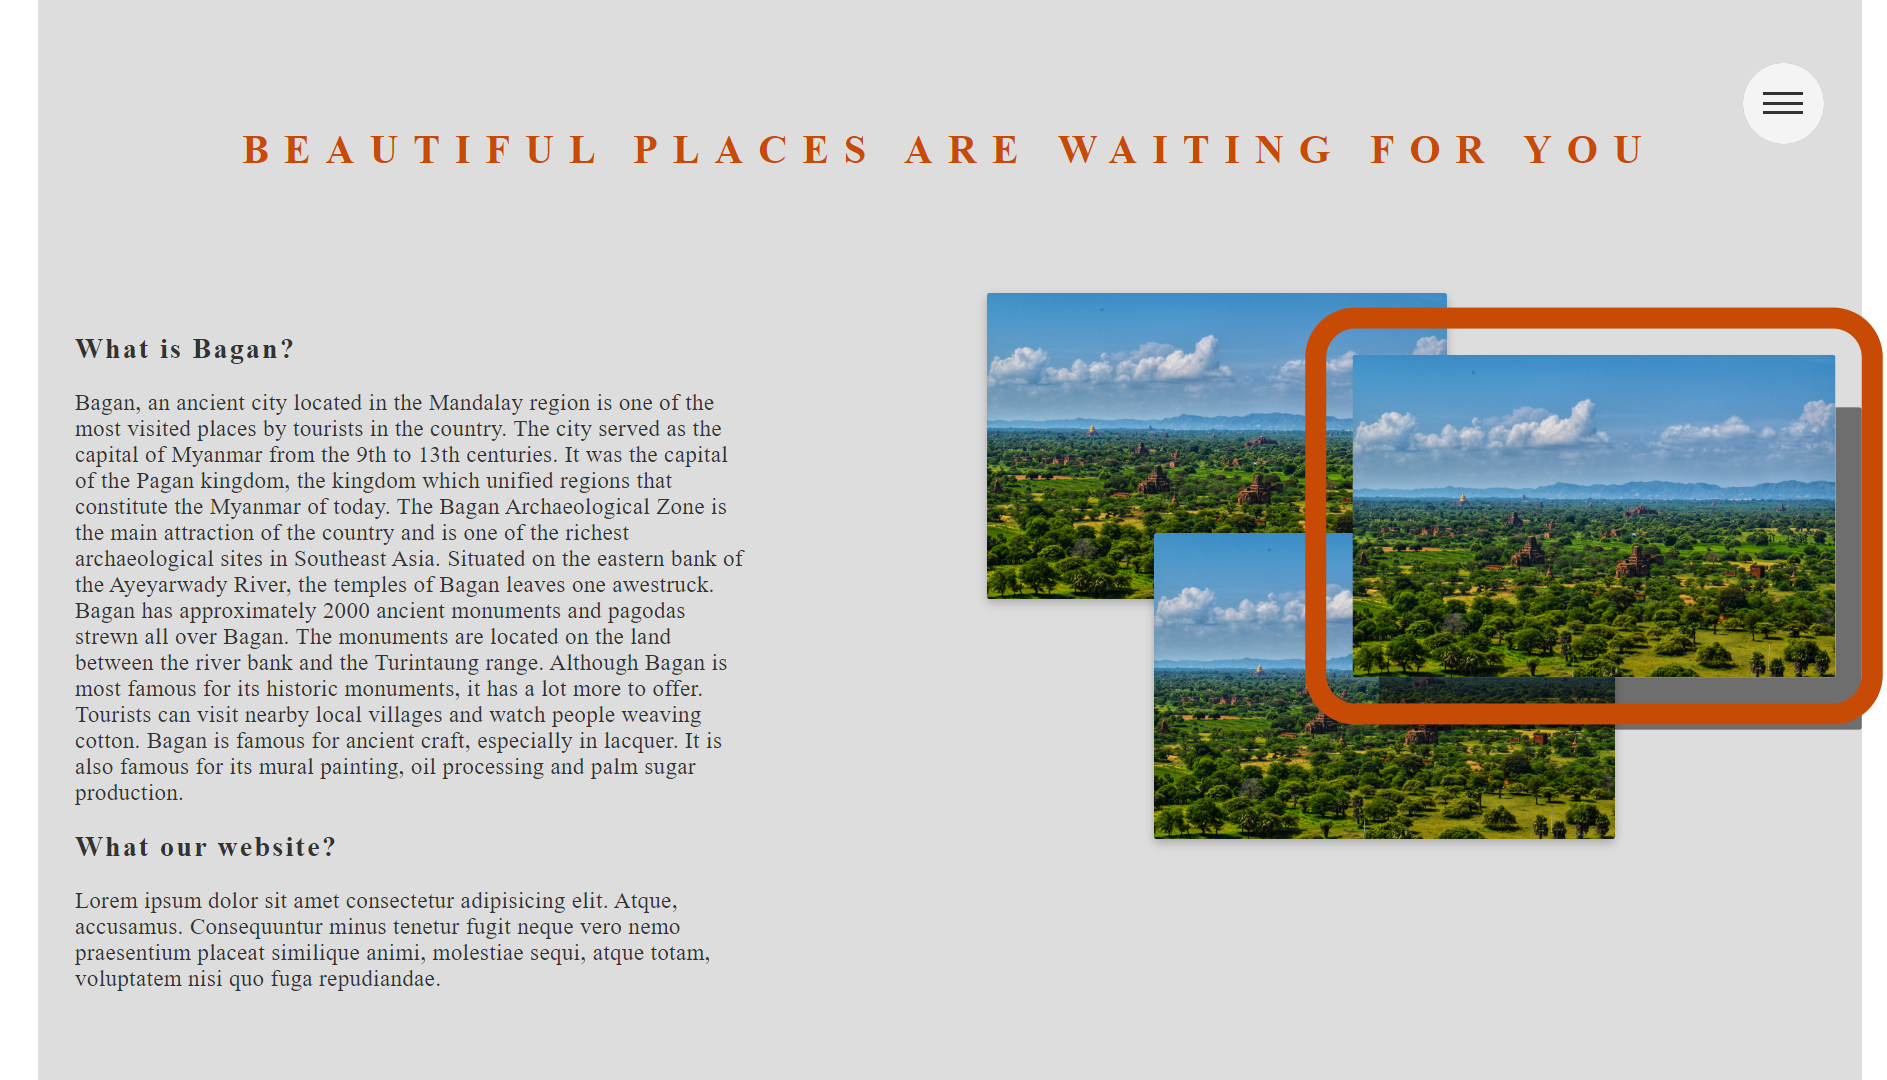 BEAUTIFUL PLACES ARE WAITING FOR YOU
What is Bagan?
Bagan, an ancient city located in the Mandalay region is one of the
most visited places by tourists in the country. The city served as the
capital of Myanmar from the 9th to 13th centuries. It was the capital
of the Pagan kingdom, the kingdom which unified regions that
constitute the Myanmar of today. The Bagan Archaeological Zone is
the main attraction of the country and is one of the richest
archaeological sites in Southeast Asia. Situated on the eastern bank of
the Ayeyarwady River, the temples of Bagan leaves one awestruck.
Bagan has approximately 2000 ancient monuments and pagodas
strewn all over Bagan. The monuments are located on the land
between the river bank and the Turintaung range. Although Bagan is
most famous for its historic monuments, it has a lot more to offer.
Tourists can visit nearby local villages and watch people weaving
cotton. Bagan is famous for ancient craft, especially in lacquer. It is
also famous for its mural painting, oil processing and palm sugar
production.
What our website?
Lorem ipsum dolor sit amet consectetur adipisicing elit. Atque,
accusamus. Consequuntur minus tenetur fugit neque vero nemo
praesentium placeat similique animi, molestiae sequi, atque totam,
voluptatem nisi quo fuga repudiandae.